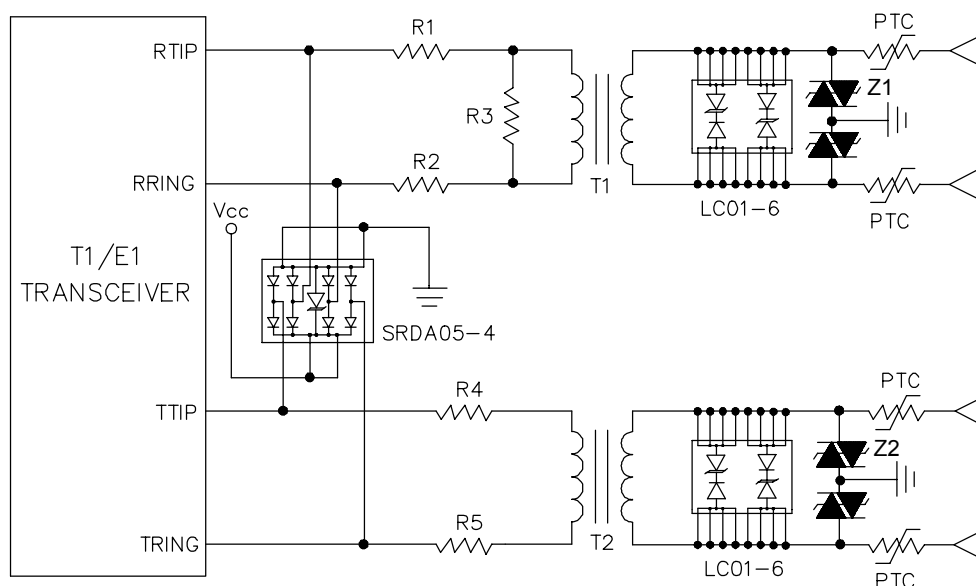 PTC
RTIP
R1
Z1
R3
R2
RRING
T1
LC01-6
PTC
Vcc
T1/E1
TRANSCEIVER
SRDA05-4
PTC
R4
TTIP
Z2
R5
TRING
T2
LC01-6
PTC